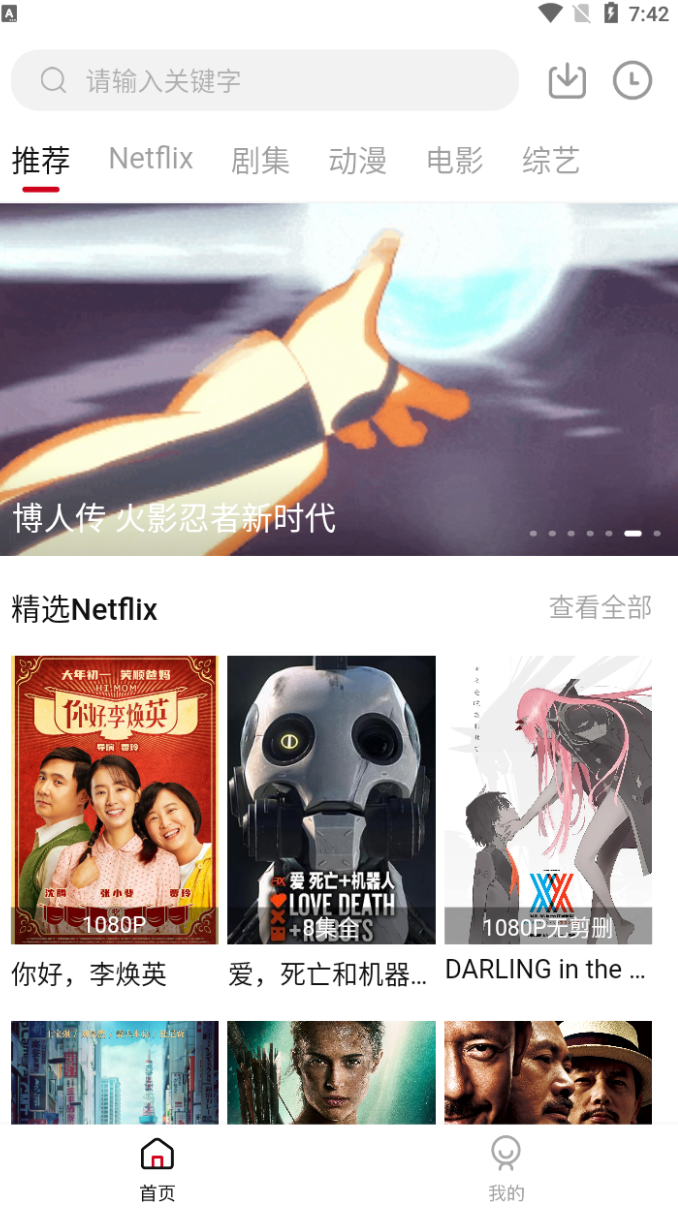 7:42
请输入关键字
推荐 Netflix 剧集 动漫 电影 综艺
博人传 火影忍者新时代
精选Netflix 查看全部
大年初一 笑顺爸妈
HI, MOM
你好,李焕英
导演 贾玲
沈腾 张小斐 贾玲
1080P
爱 死亡+机器人
LOVE DEATH
+ROBOTS
8集全
1080P无剪删
你好，李焕英
爱，死亡和机器...
DARLING in the ...
首页 我的